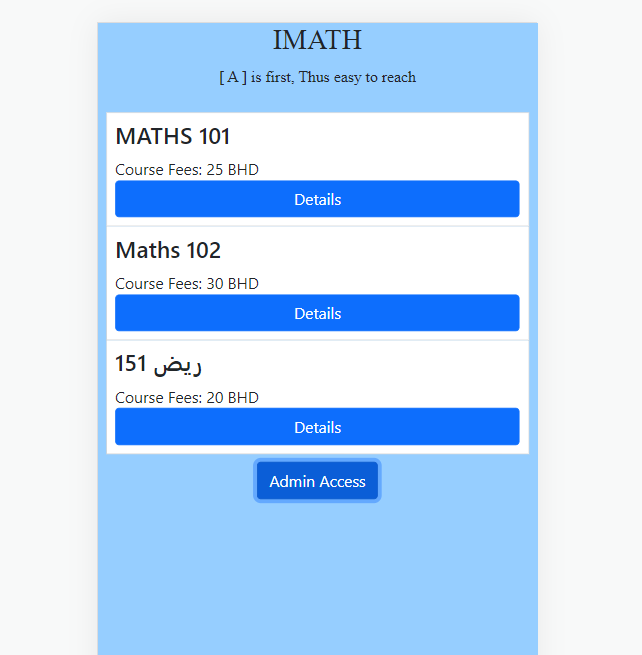 IMATH
[ A ] is first, Thus easy to reach
MATHS 101
Course Fees: 25 BHD
Details
Maths 102
Course Fees: 30 BHD
Details
ريض 151
Course Fees: 20 BHD
Details
Admin Access